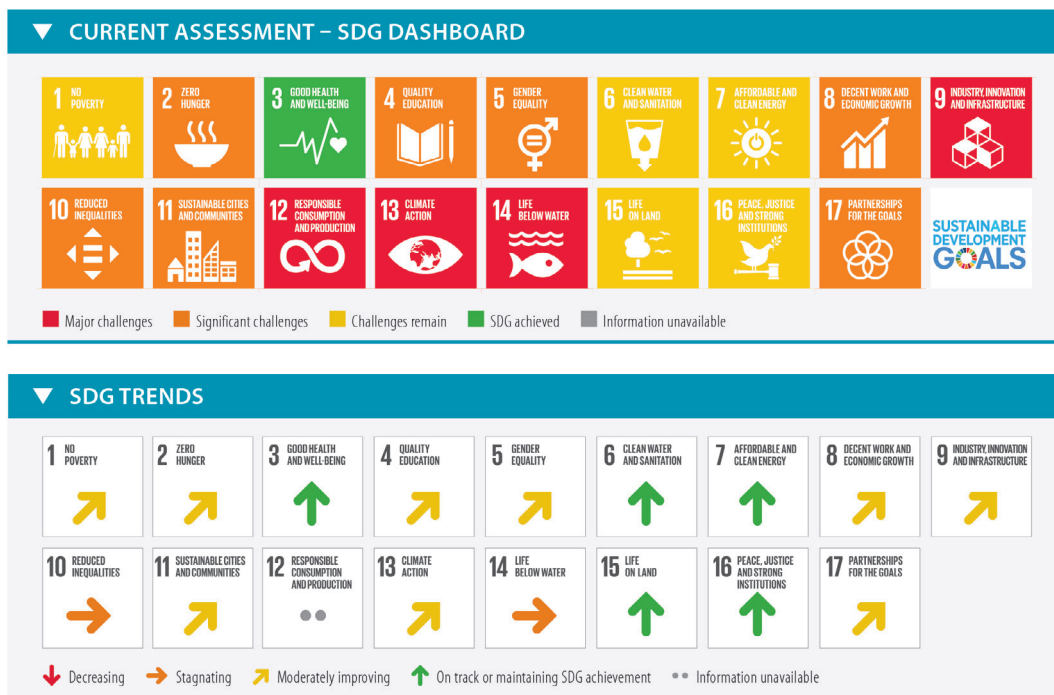 CURRENT ASSESSMENT – SDG DASHBOARD
1 NO
POVERTY
2 ZERO
HUNGER
3 GOOD HEALTH
AND WELL-BEING
4 QUALITY
EDUCATION
5 GENDER
EQUALITY
6 CLEAN WATER
AND SANITATION
7 AFFORDABLE AND
CLEAN ENERGY
8 DECENT WORK AND
ECONOMIC GROWTH
9 INDUSTRY, INNOVATION
AND INFRASTRUCTURE
10 REDUCED
INEQUALITIES
11 SUSTAINABLE CITIES
AND COMMUNITIES
12 RESPONSIBLE
CONSUMPTION
AND PRODUCTION
13 CLIMATE
ACTION
14 LIFE
BELOW WATER
15 LIFE
ON LAND
16 PEACE, JUSTICE
AND STRONG
INSTITUTIONS
17 PARTNERSHIPS
FOR THE GOALS
SUSTAINABLE
DEVELOPMENT
GOALS
Major challenges Significant challenges Challenges remain SDG achieved Information unavailable
SDG TRENDS
1 NO
POVERTY
2 ZERO
HUNGER
3 GOOD HEALTH
AND WELL-BEING
4 QUALITY
EDUCATION
5 GENDER
EQUALITY
6 CLEAN WATER
AND SANITATION
7 AFFORDABLE AND
CLEAN ENERGY
8 DECENT WORK AND
ECONOMIC GROWTH
9 INDUSTRY, INNOVATION
AND INFRASTRUCTURE
10 REDUCED
INEQUALITIES
11 SUSTAINABLE CITIES
AND COMMUNITIES
12 RESPONSIBLE
CONSUMPTION
AND PRODUCTION
13 CLIMATE
ACTION
14 LIFE
BELOW WATER
15 LIFE
ON LAND
16 PEACE, JUSTICE
AND STRONG
INSTITUTIONS
17 PARTNERSHIPS
FOR THE GOALS
Decreasing Stagnating Moderately improving On track or maintaining SDG achievement Information unavailable